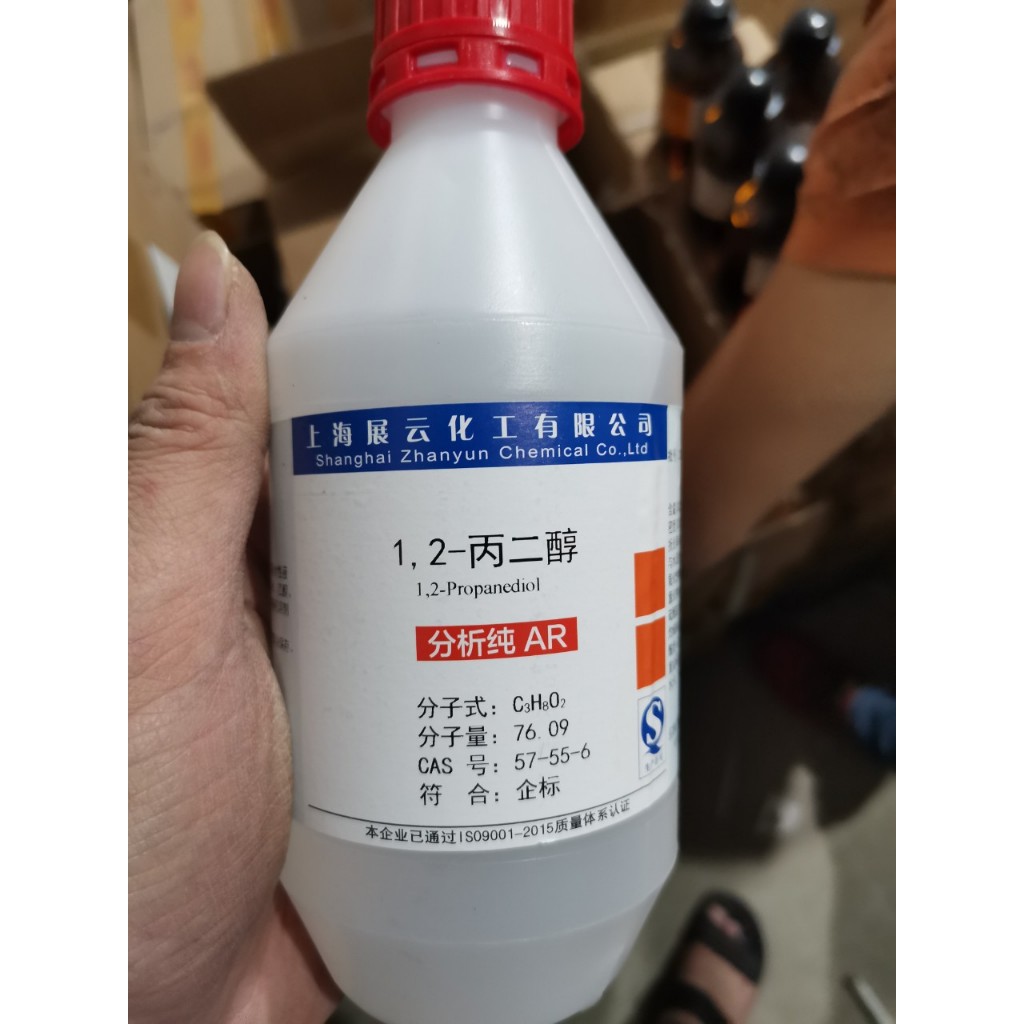 上海展云化工有限公司
Shanghai Zhanyun Chemical Co.,Ltd
1,2-丙二醇
1,2-Propanediol
分析纯 AR
分子式：C₃H₈O₂
分子量：76.09
CAS 号：57-55-6
符 合：企标
本企业已通过ISO9001-2015质量体系认证